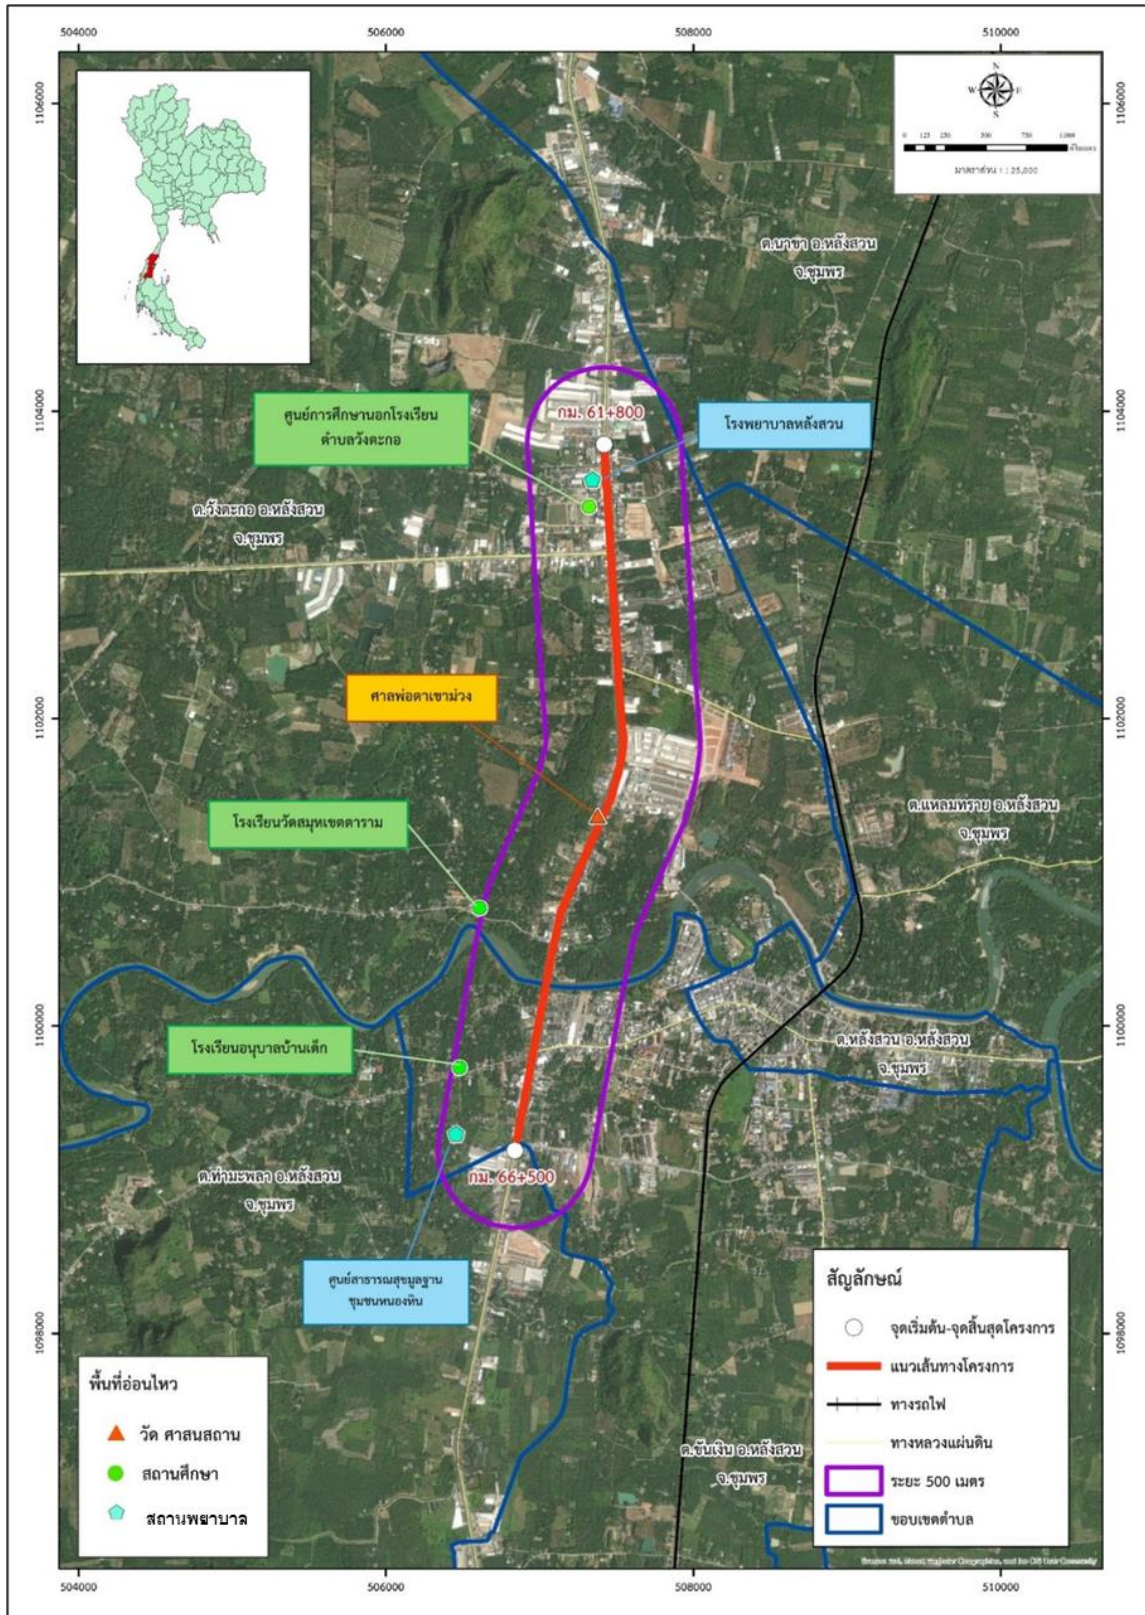 504000
506000
508000
510000
N
W
E
S
0 125 250 500 750 1,000
มาตราส่วน 1 : 25,000
1106000
1106000
ต.นาขา อ.หลังสวน
จ.ชุมพร
ศูนย์การศึกษานอกโรงเรียน
ตำบลวังตะกอ
กม. 61+800
โรงพยาบาลหลังสวน
1104000
1104000
ต.วังตะกอ อ.หลังสวน
จ.ชุมพร
ศาลพ่อตาเขาม่วง
1102000
1102000
โรงเรียนวัดสมุหเขตตาราม
ต.แหลมทราย อ.หลังสวน
จ.ชุมพร
1100000
1100000
โรงเรียนอนุบาลบ้านเด็ก
ต.หลังสวน อ.หลังสวน
จ.ชุมพร
ต.ท่ามะพลา อ.หลังสวน
จ.ชุมพร
กม. 66+500
ศูนย์สาธารณสุขมูลฐาน
ชุมชนหนองหิน
1098000
1098000
ต.ขันเงิน อ.หลังสวน
จ.ชุมพร
พื้นที่อ่อนไหว
วัด ศาสนสถาน
สถานศึกษา
สถานพยาบาล
สัญลักษณ์
จุดเริ่มต้น-จุดสิ้นสุดโครงการ
แนวเส้นทางโครงการ
ทางรถไฟ
ทางหลวงแผ่นดิน
ระยะ 500 เมตร
ขอบเขตตำบล
504000
506000
508000
510000